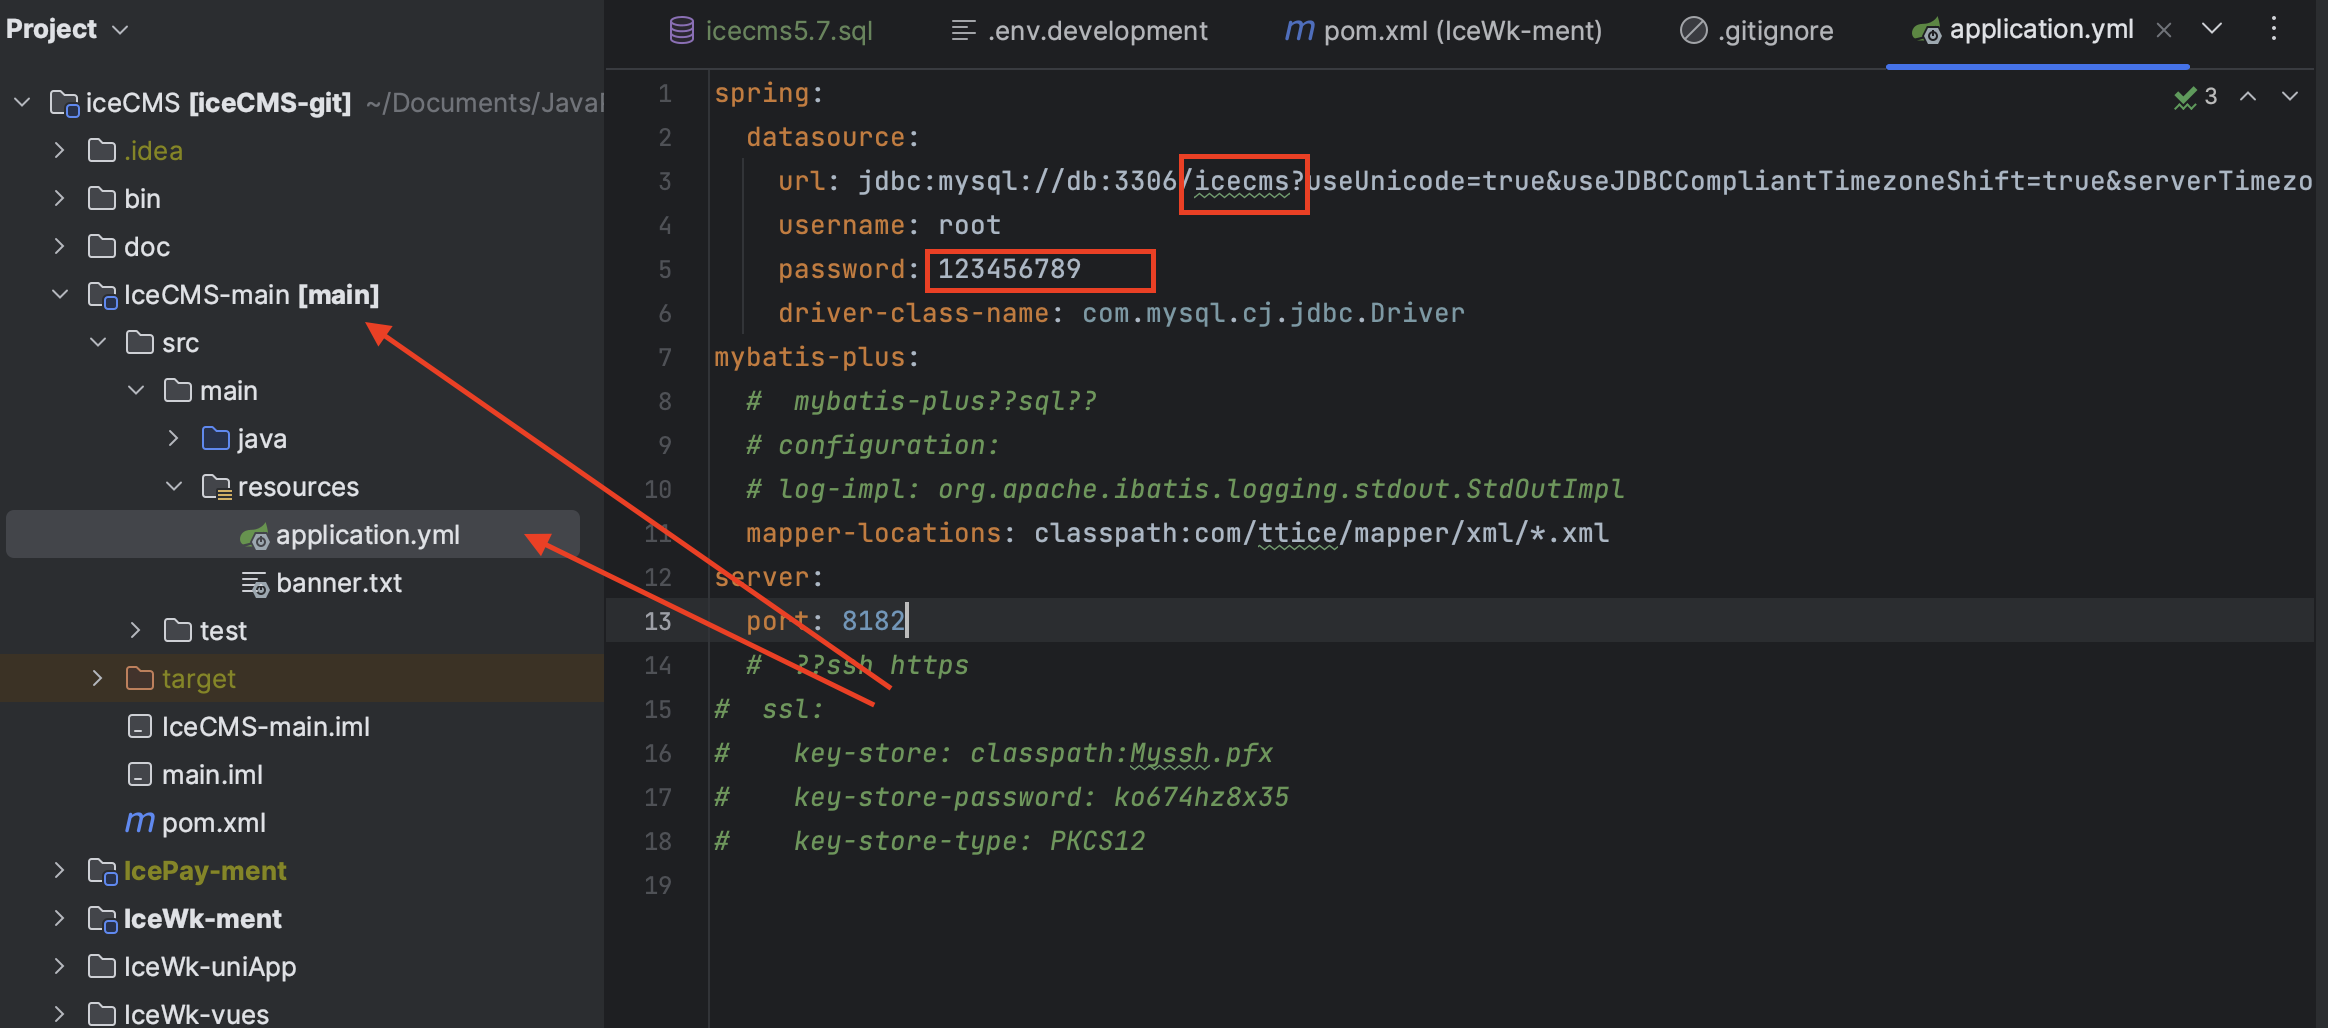 Project
iceCMS [iceCMS-git] ~/Documents/Java
.idea
bin
doc
IceCMS-main [main]
src
main
java
resources
application.yml
banner.txt
test
target
IceCMS-main.iml
main.iml
pom.xml
IcePay-ment
IceWk-ment
IceWk-uniApp
IceWk-vues
icecms5.7.sql
.env.development
pom.xml (IceWk-ment)
.gitignore
application.yml
3
1 spring:
2 datasource:
3 url: jdbc:mysql://db:3306/icecms?useUnicode=true&useJDBCCompliantTimezoneShift=true&serverTimezo
4 username: root
5 password: 123456789
6 driver-class-name: com.mysql.cj.jdbc.Driver
7 mybatis-plus:
8 # mybatis-plus??sql??
9 # configuration:
10 # log-impl: org.apache.ibatis.logging.stdout.StdOutImpl
11 mapper-locations: classpath:com/ttice/mapper/xml/*.xml
12 server:
13 port: 8182
14 # ??ssh https
15 # ssl:
16 # key-store: classpath:Myssh.pfx
17 # key-store-password: ko674hz8x35
18 # key-store-type: PKCS12
19